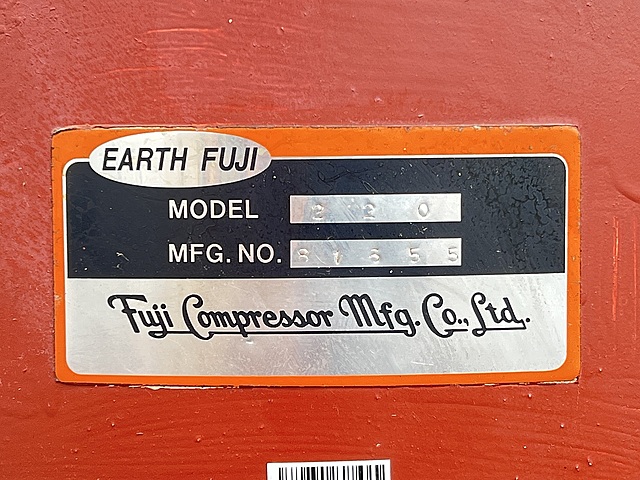 EARTH FUJI
MODEL 220
MFG. NO.
Fuji Compressor Mfg. Co., Ltd.